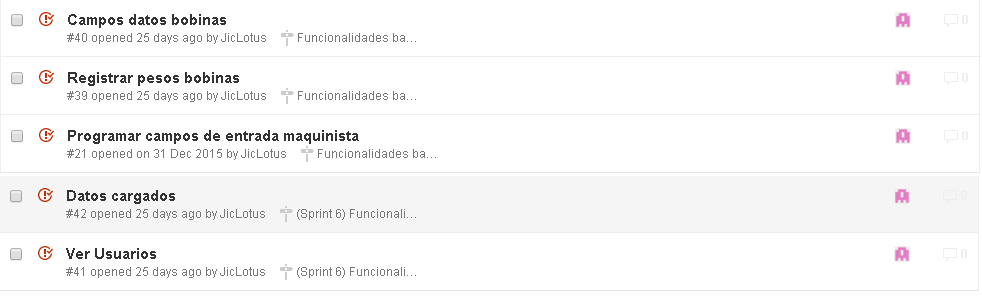 Campos datos bobinas
0
#40 opened 25 days ago by JicLotus Funcionalidades ba…
Registrar pesos bobinas
0
#39 opened 25 days ago by JicLotus Funcionalidades ba…
Programar campos de entrada maquinista
0
#21 opened on 31 Dec 2015 by JicLotus Funcionalidades ba…
Datos cargados
0
#42 opened 25 days ago by JicLotus (Sprint 6) Funcionali…
Ver Usuarios
0
#41 opened 25 days ago by JicLotus (Sprint 6) Funcionali…